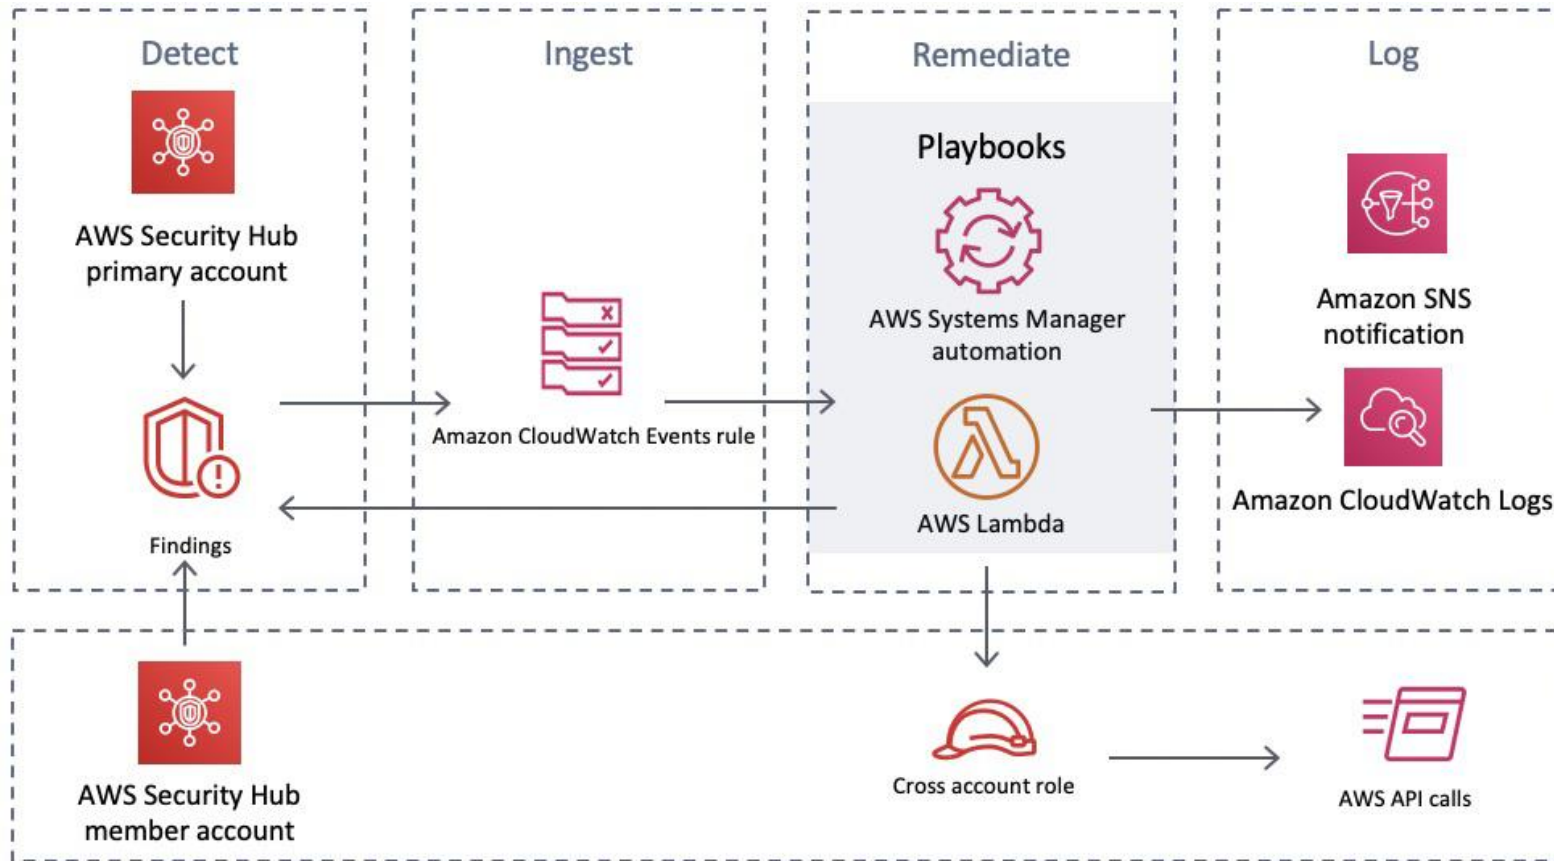 Detect
AWS Security Hub
primary account
Findings
Ingest
Amazon CloudWatch Events rule
Remediate
Playbooks
AWS Systems Manager
automation
AWS Lambda
Log
Amazon SNS
notification
Amazon CloudWatch Logs
AWS Security Hub
member account
Cross account role
AWS API calls